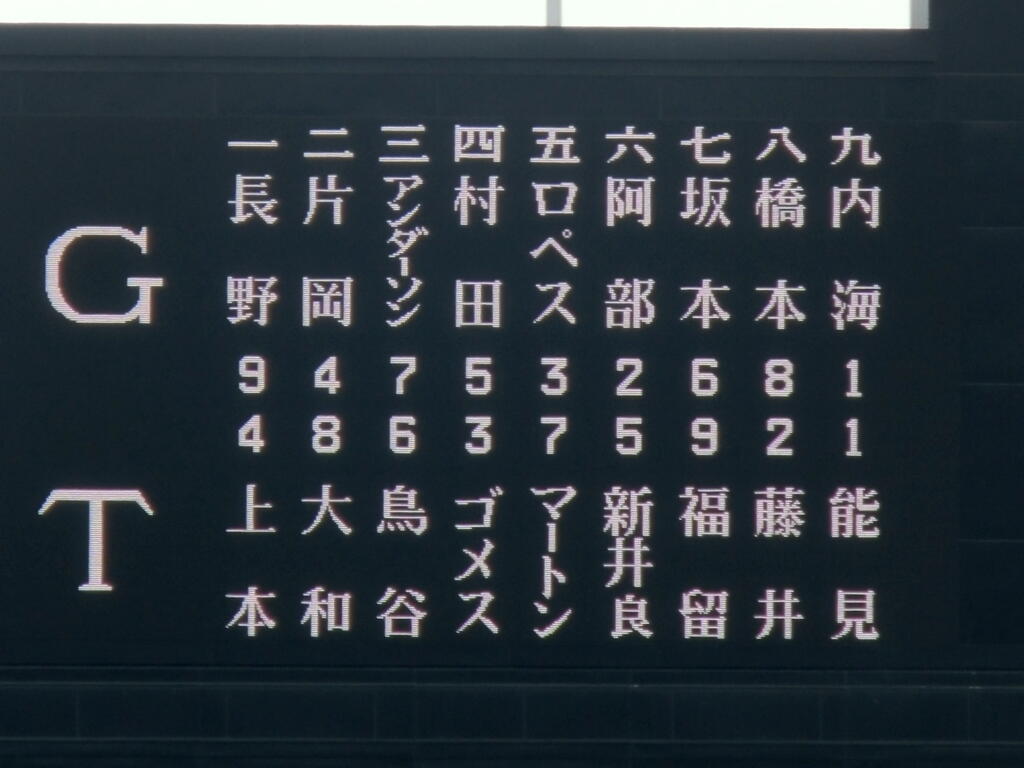 一 二 三 四 五 六 七 八 九
G 長野 片岡 アンダーソン 村田 ロペス 阿部 坂本 橋本 内海
9 4 7 5 3 2 6 8 1
4 8 6 3 7 5 9 2 1
T 上本 大和 鳥谷 ゴメス マートン 新井良 福留 藤井 能見